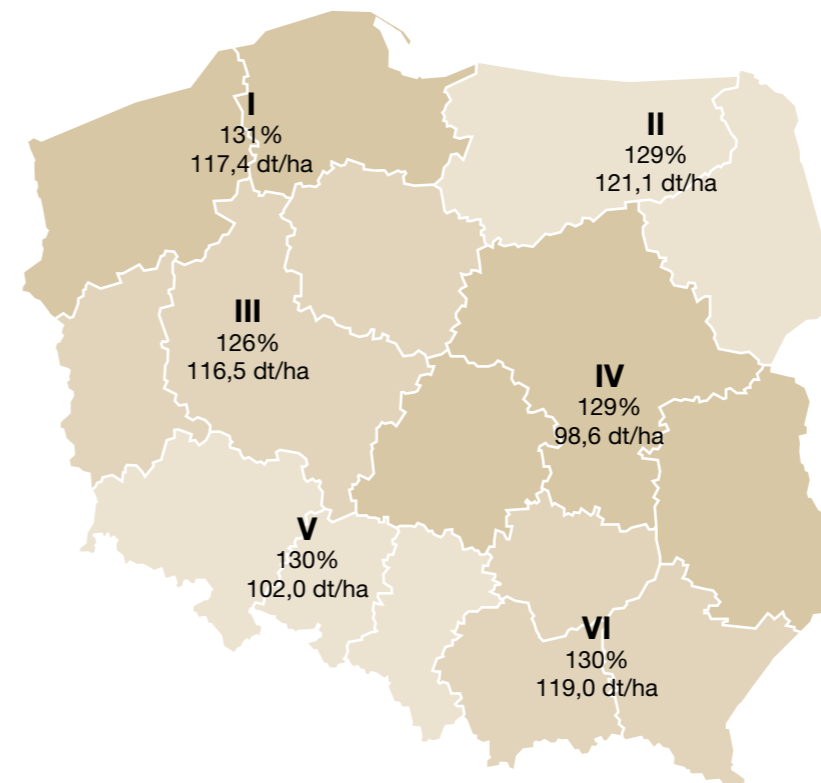 I
131%
117,4 dt/ha
II
129%
121,1 dt/ha
III
126%
116,5 dt/ha
IV
129%
98,6 dt/ha
V
130%
102,0 dt/ha
VI
130%
119,0 dt/ha